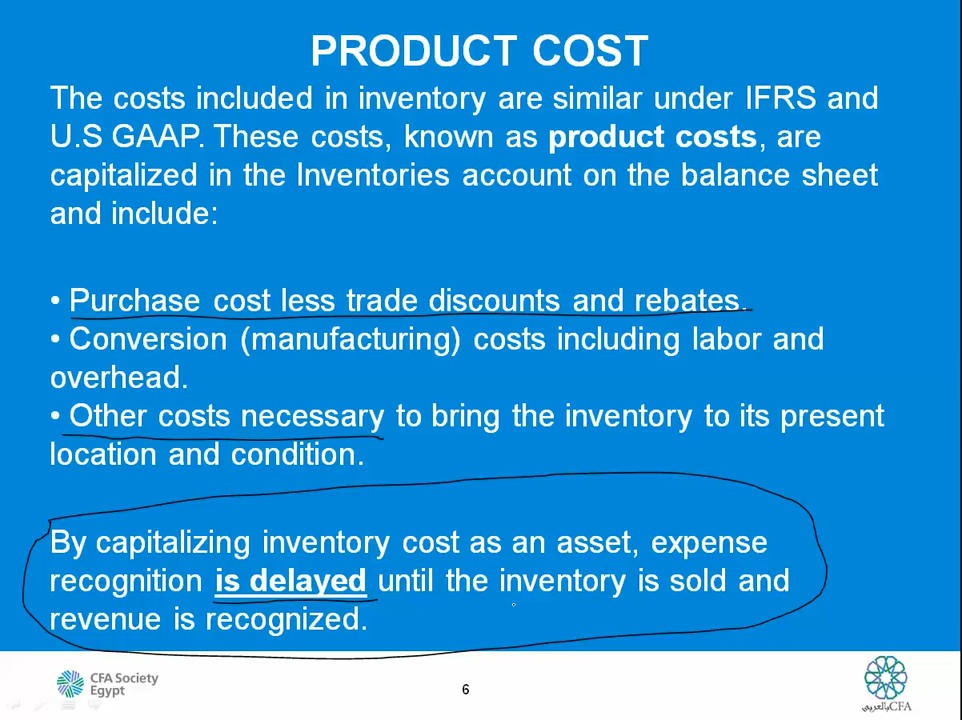 PRODUCT COST
The costs included in inventory are similar under IFRS and
U.S GAAP. These costs, known as product costs, are
capitalized in the Inventories account on the balance sheet
and include:
• Purchase cost less trade discounts and rebates.
• Conversion (manufacturing) costs including labor and
overhead.
• Other costs necessary to bring the inventory to its present
location and condition.
By capitalizing inventory cost as an asset, expense
recognition is delayed until the inventory is sold and
revenue is recognized.
CFA Society
Egypt
6
CFAبالعربي